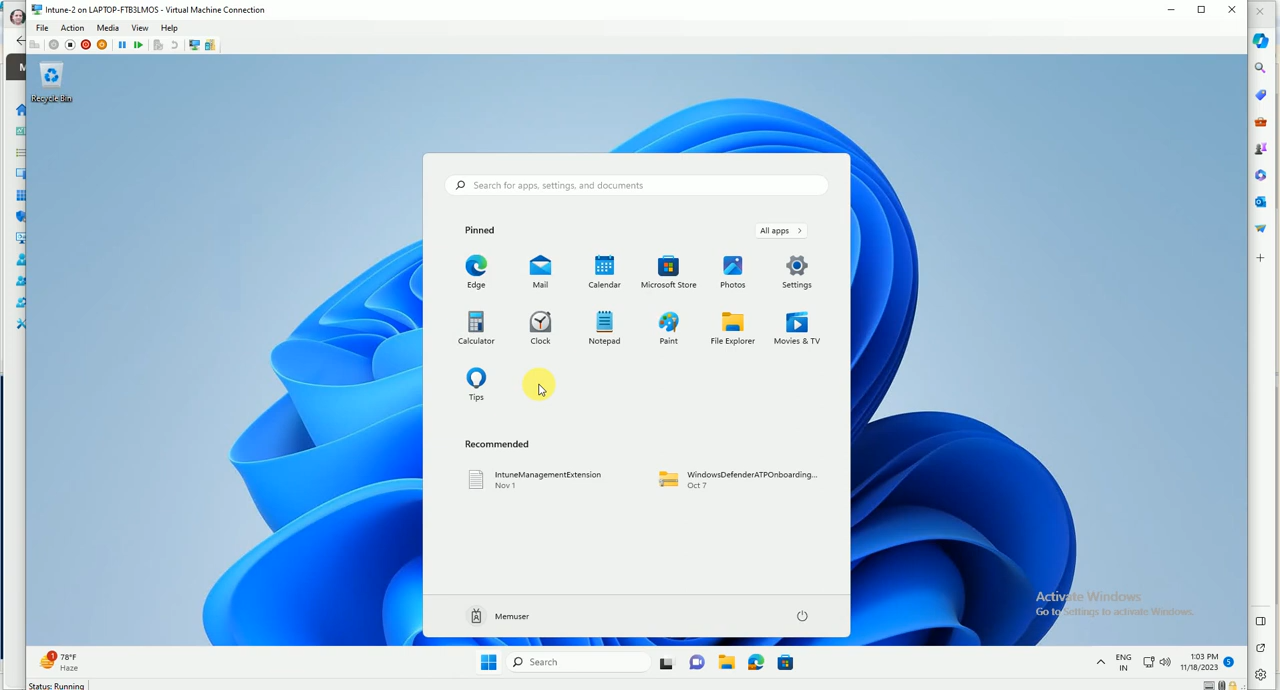 Intune-2 on LAPTOP-FTB3LMOS - Virtual Machine Connection
File Action Media View Help
Recycle Bin
Search for apps, settings, and documents
Pinned
All apps >
Edge
Mail
Calendar
Microsoft Store
Photos
Settings
Calculator
Clock
Notepad
Paint
File Explorer
Movies & TV
Tips
Recommended
IntuneManagementExtension
Nov 1
WindowsDefenderATPOnboarding...
Oct 7
Memuser
Activate Windows
Go to Settings to activate Windows.
1
78°F
Haze
Search
ENG
IN
1:03 PM
11/18/2023
5
Status: Running